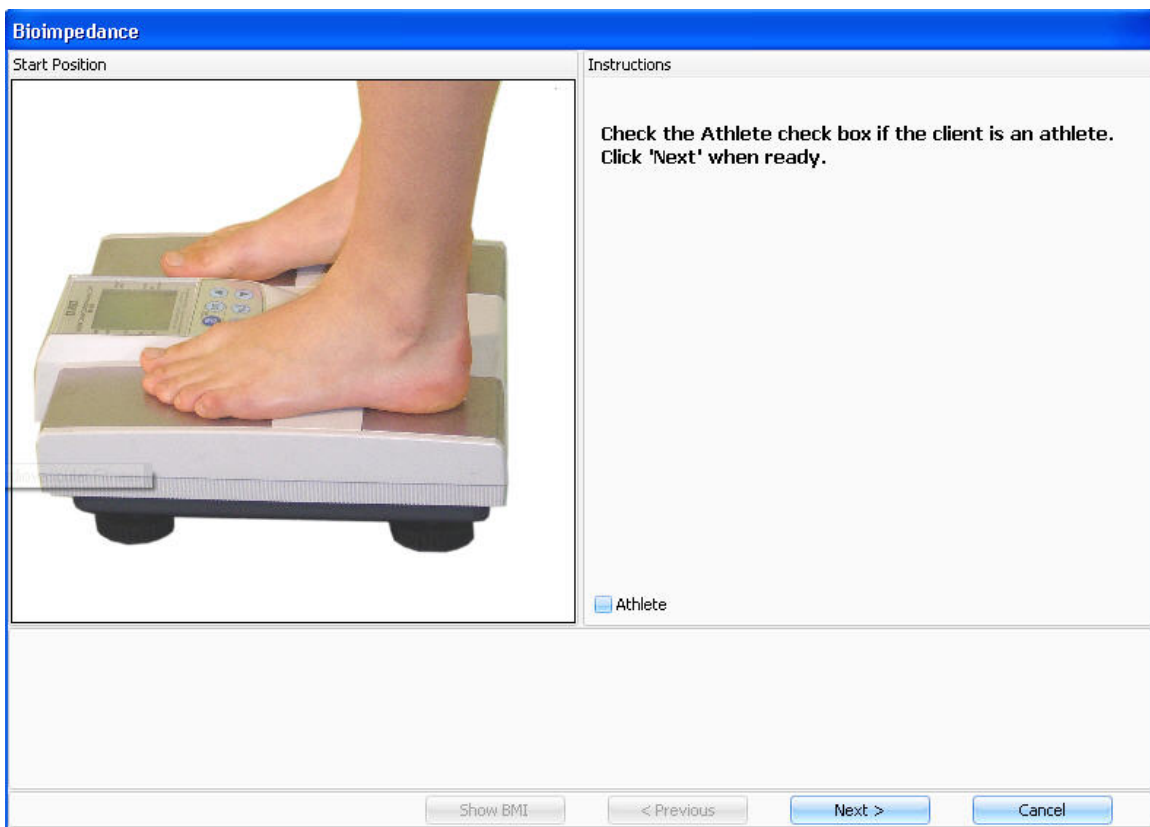 Bioimpedance
Start Position
Instructions
Check the Athlete check box if the client is an athlete.
Click 'Next' when ready.
Athlete
Show BMI
< Previous
Next >
Cancel